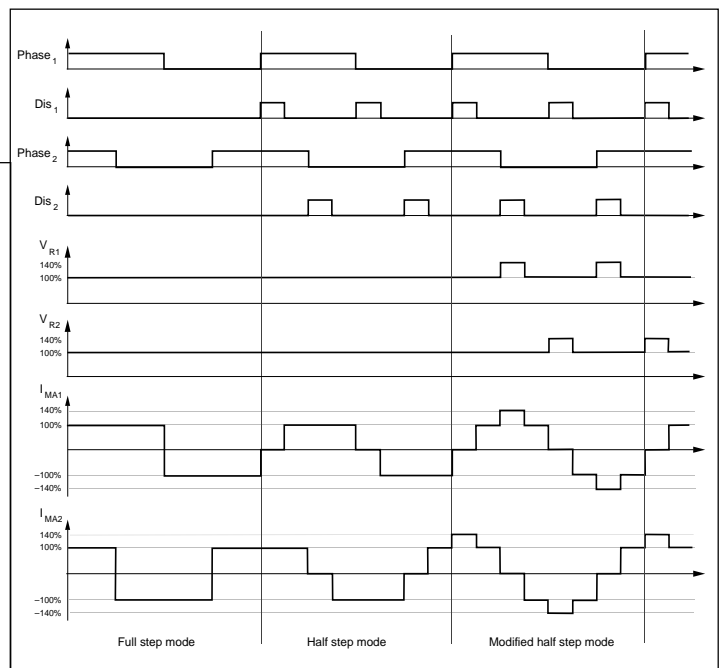 Phase 1
Dis 1
Phase 2
Dis 2
V R1
140%
100%
V R2
140%
100%
I MA1
140%
100%
–100%
–140%
I MA2
140%
100%
–100%
–140%
Full step mode Half step mode Modified half step mode